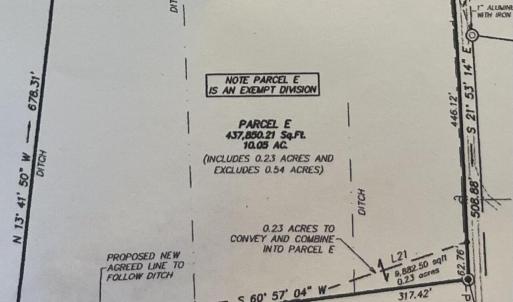 DIT
1" ALUMIN
WITH IRON
NOTE PARCEL E
IS AN EXEMPT DIVISION
PARCEL E
437,850.21 Sq.Ft.
10.05 AC.
(INCLUDES 0.23 ACRES AND
EXCLUDES 0.54 ACRES)
N 13° 41' 50" W — 678.31'
DITCH
446.12'
S 21° 53' 14" E
508.88'
DITCH
0.23 ACRES TO
CONVEY AND COMBINE
INTO PARCEL E
L21
9,882.50 sqft
0.23 acres
62.76'
PROPOSED NEW
AGREED LINE TO
FOLLOW DITCH
S 60° 57' 04" W
317.42'